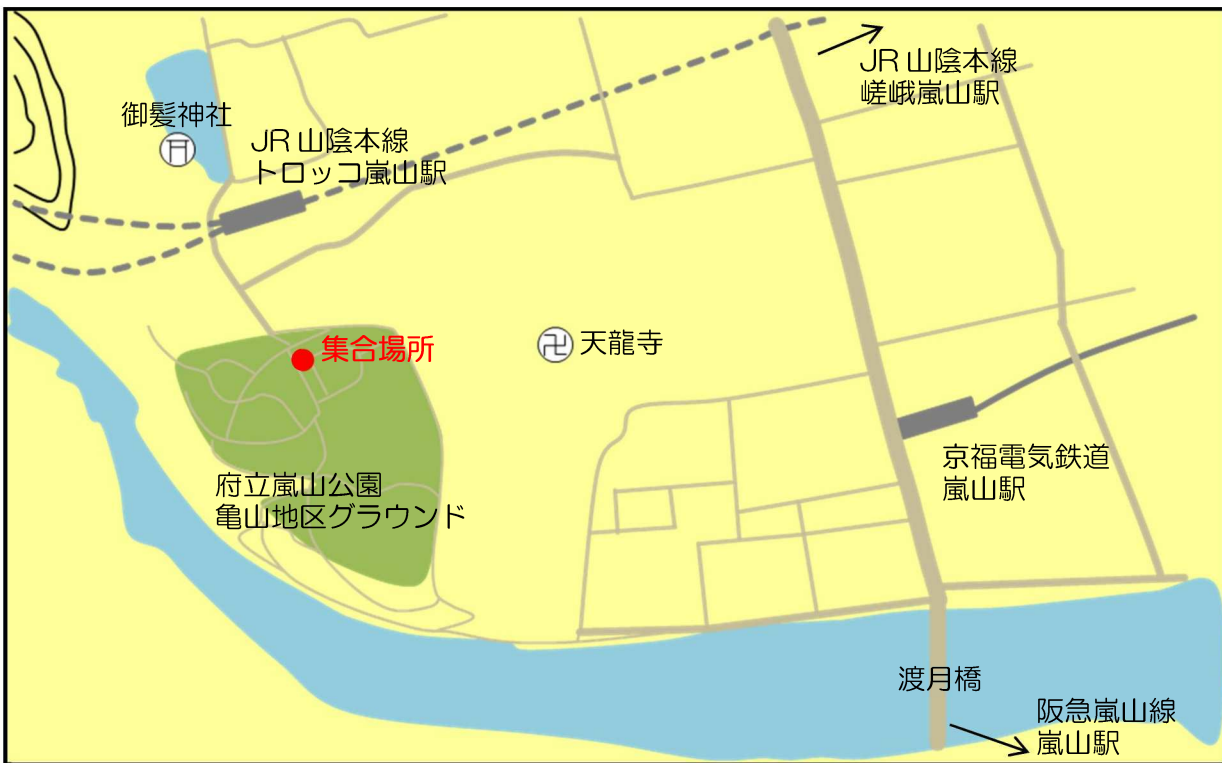 JR 山陰本線
嵯峨嵐山駅
御髪神社
JR 山陰本線
トロッコ嵐山駅
集合場所
天龍寺
京福電気鉄道
嵐山駅
府立嵐山公園
亀山地区グラウンド
渡月橋
阪急嵐山線
嵐山駅